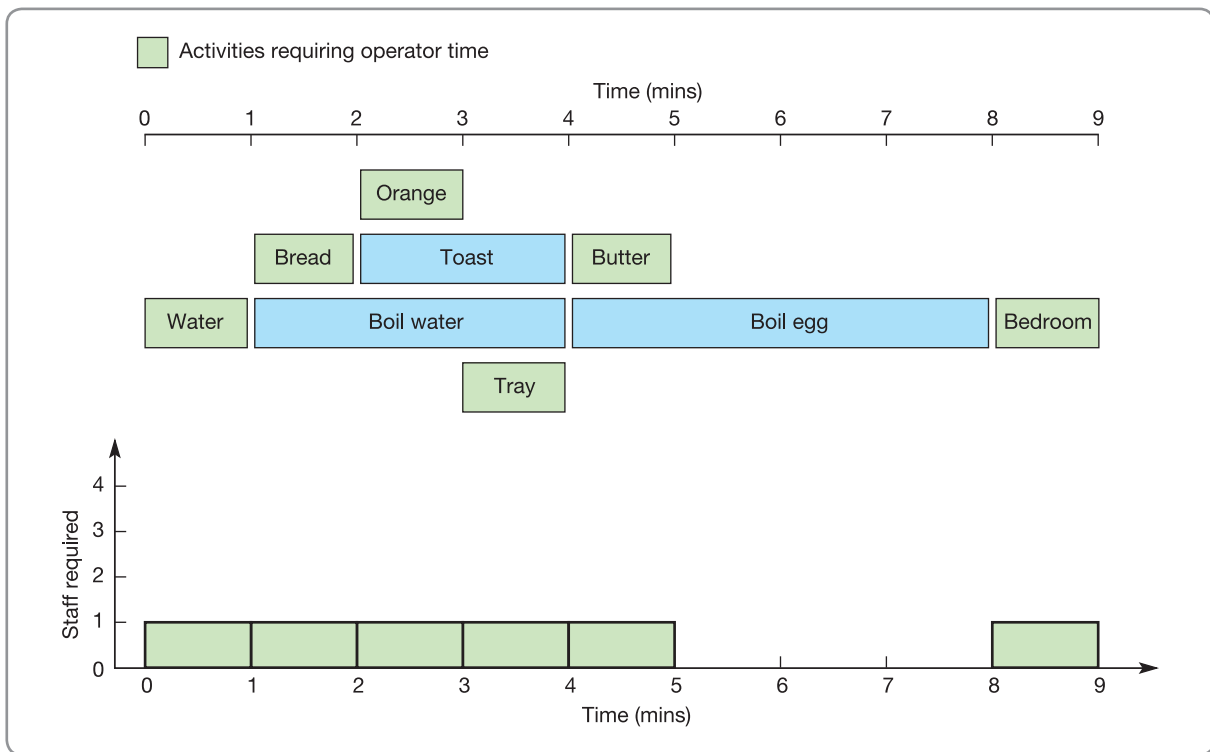 Activities requiring operator time
Time (mins)
0 1 2 3 4 5 6 7 8 9
Orange
Bread Toast Butter
Water Boil water Boil egg Bedroom
Tray
Staff required
4
3
2
1
0
0 1 2 3 4 5 6 7 8 9
Time (mins)